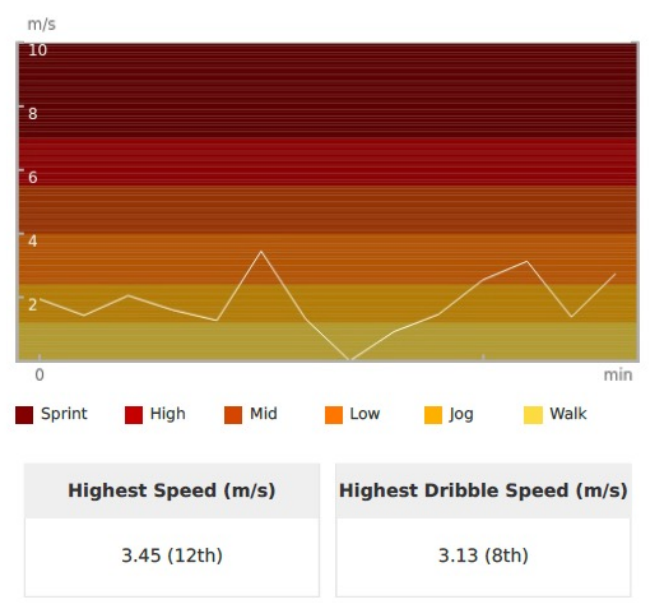 m/s
10
8
6
4
2
0 min
Sprint High Mid Low Jog Walk
Highest Speed (m/s) Highest Dribble Speed (m/s)
3.45 (12th) 3.13 (8th)